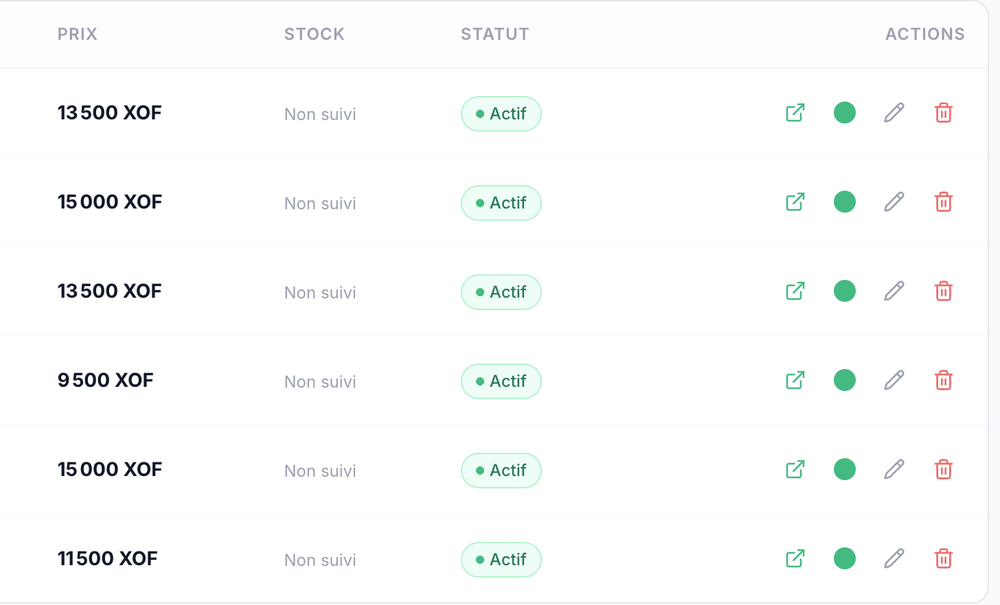 PRIX STOCK STATUT ACTIONS
13 500 XOF Non suivi Actif
15 000 XOF Non suivi Actif
13 500 XOF Non suivi Actif
9 500 XOF Non suivi Actif
15 000 XOF Non suivi Actif
11 500 XOF Non suivi Actif